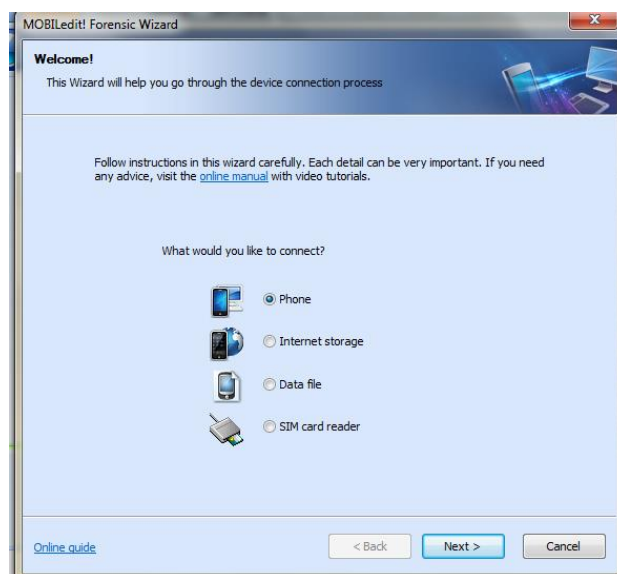 MOBILedit! Forensic Wizard
Welcome!
This Wizard will help you go through the device connection process
Follow instructions in this wizard carefully. Each detail can be very important. If you need
any advice, visit the online manual with video tutorials.
What would you like to connect?
Phone
Internet storage
Data file
SIM card reader
Online guide
< Back
Next >
Cancel